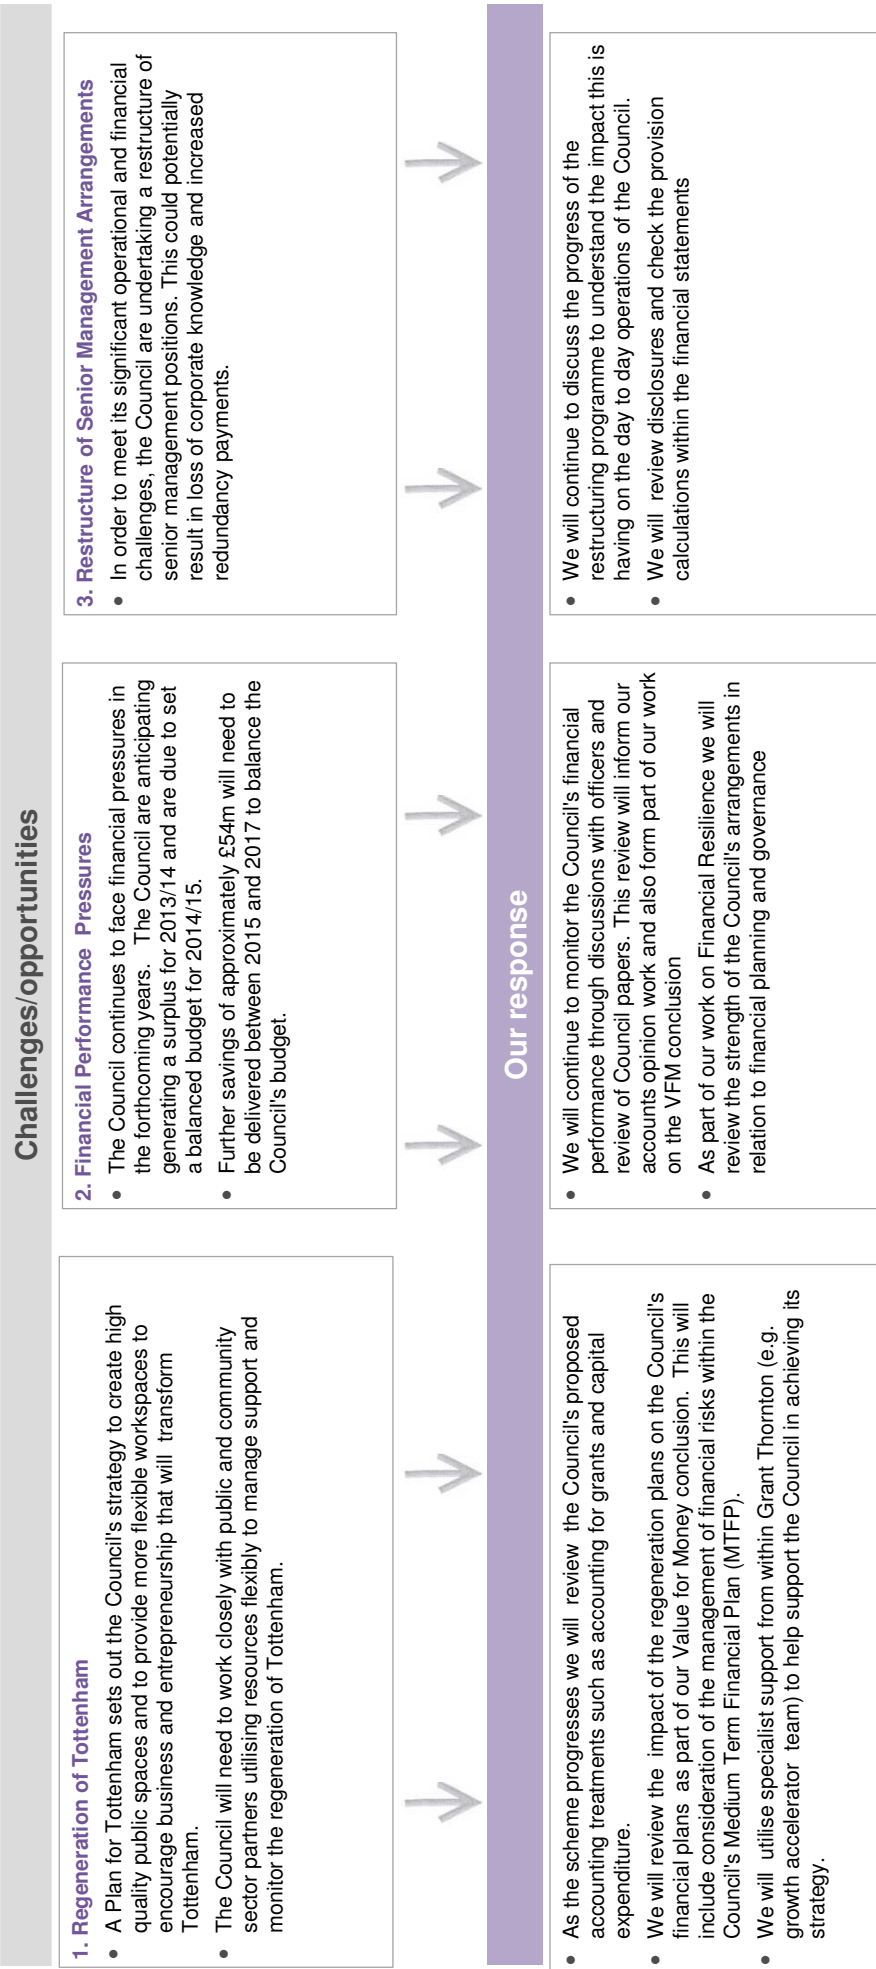 Challenges/opportunities
1. Regeneration of Tottenham
• A Plan for Tottenham sets out the Council's strategy to create high
quality public spaces and to provide more flexible workspaces to
encourage business and entrepreneurship that will transform
Tottenham.
• The Council will need to work closely with public and community
sector partners utilising resources flexibly to manage support and
monitor the regeneration of Tottenham.
2. Financial Performance Pressures
• The Council continues to face financial pressures in
the forthcoming years. The Council are anticipating
generating a surplus for 2013/14 and are due to set
a balanced budget for 2014/15.
• Further savings of approximately £54m will need to
be delivered between 2015 and 2017 to balance the
Council's budget.
3. Restructure of Senior Management Arrangements
• In order to meet its significant operational and financial
challenges, the Council are undertaking a restructure of
senior management positions. This could potentially
result in loss of corporate knowledge and increased
redundancy payments.
Our response
• As the scheme progresses we will review the Council's proposed
accounting treatments such as accounting for grants and capital
expenditure.
• We will review the impact of the regeneration plans on the Council's
financial plans as part of our Value for Money conclusion. This will
include consideration of the management of financial risks within the
Council's Medium Term Financial Plan (MTFP).
• We will utilise specialist support from within Grant Thornton (e.g.
growth accelerator team) to help support the Council in achieving its
strategy.
• We will continue to monitor the Council's financial
performance through discussions with officers and
review of Council papers. This review will inform our
accounts opinion work and also form part of our work
on the VFM conclusion
• As part of our work on Financial Resilience we will
review the strength of the Council's arrangements in
relation to financial planning and governance
• We will continue to discuss the progress of the
restructuring programme to understand the impact this is
having on the day to day operations of the Council.
• We will review disclosures and check the provision
calculations within the financial statements